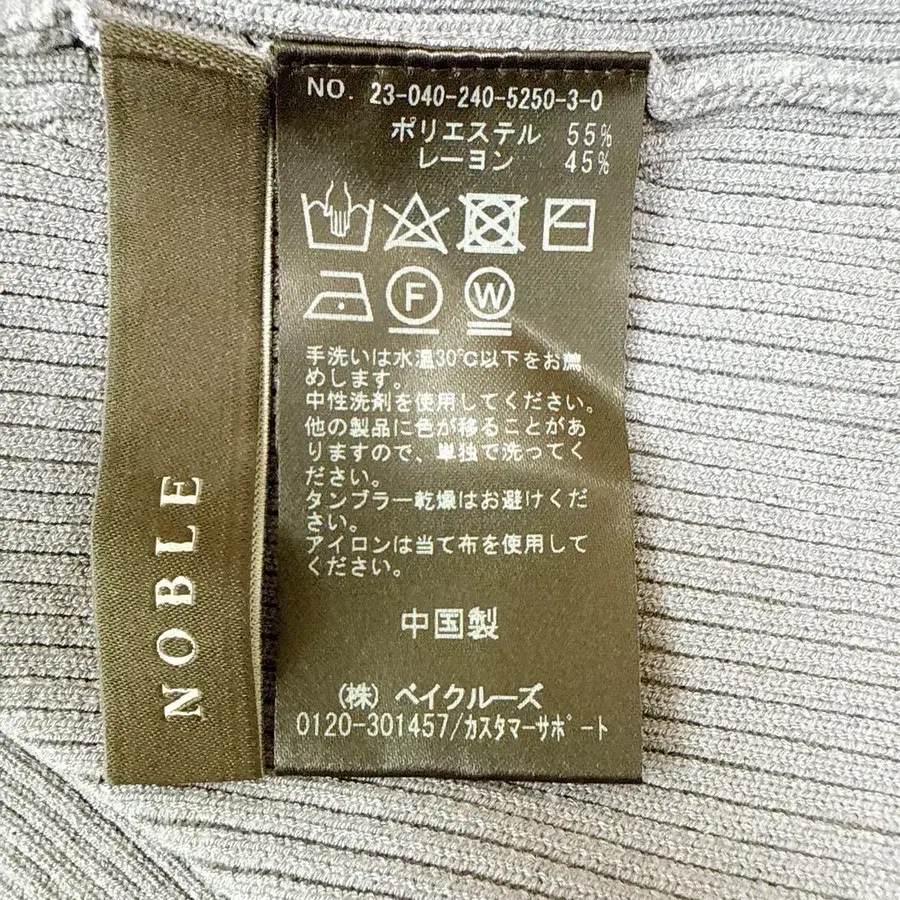 NOBLE
NO. 23-040-240-5250-3-0
ポリエステル 55%
レーヨン 45%
F W
手洗いは水温30℃以下をお薦
めします。
中性洗剤を使用してください。
他の製品に色が移ることがあ
りますので、単独で洗ってく
ださい。
タンブラー乾燥はお避けくだ
さい。
アイロンは当て布を使用して
ください。
中国製
(株)ベイクルーズ
0120-301457/カスタマーサポート